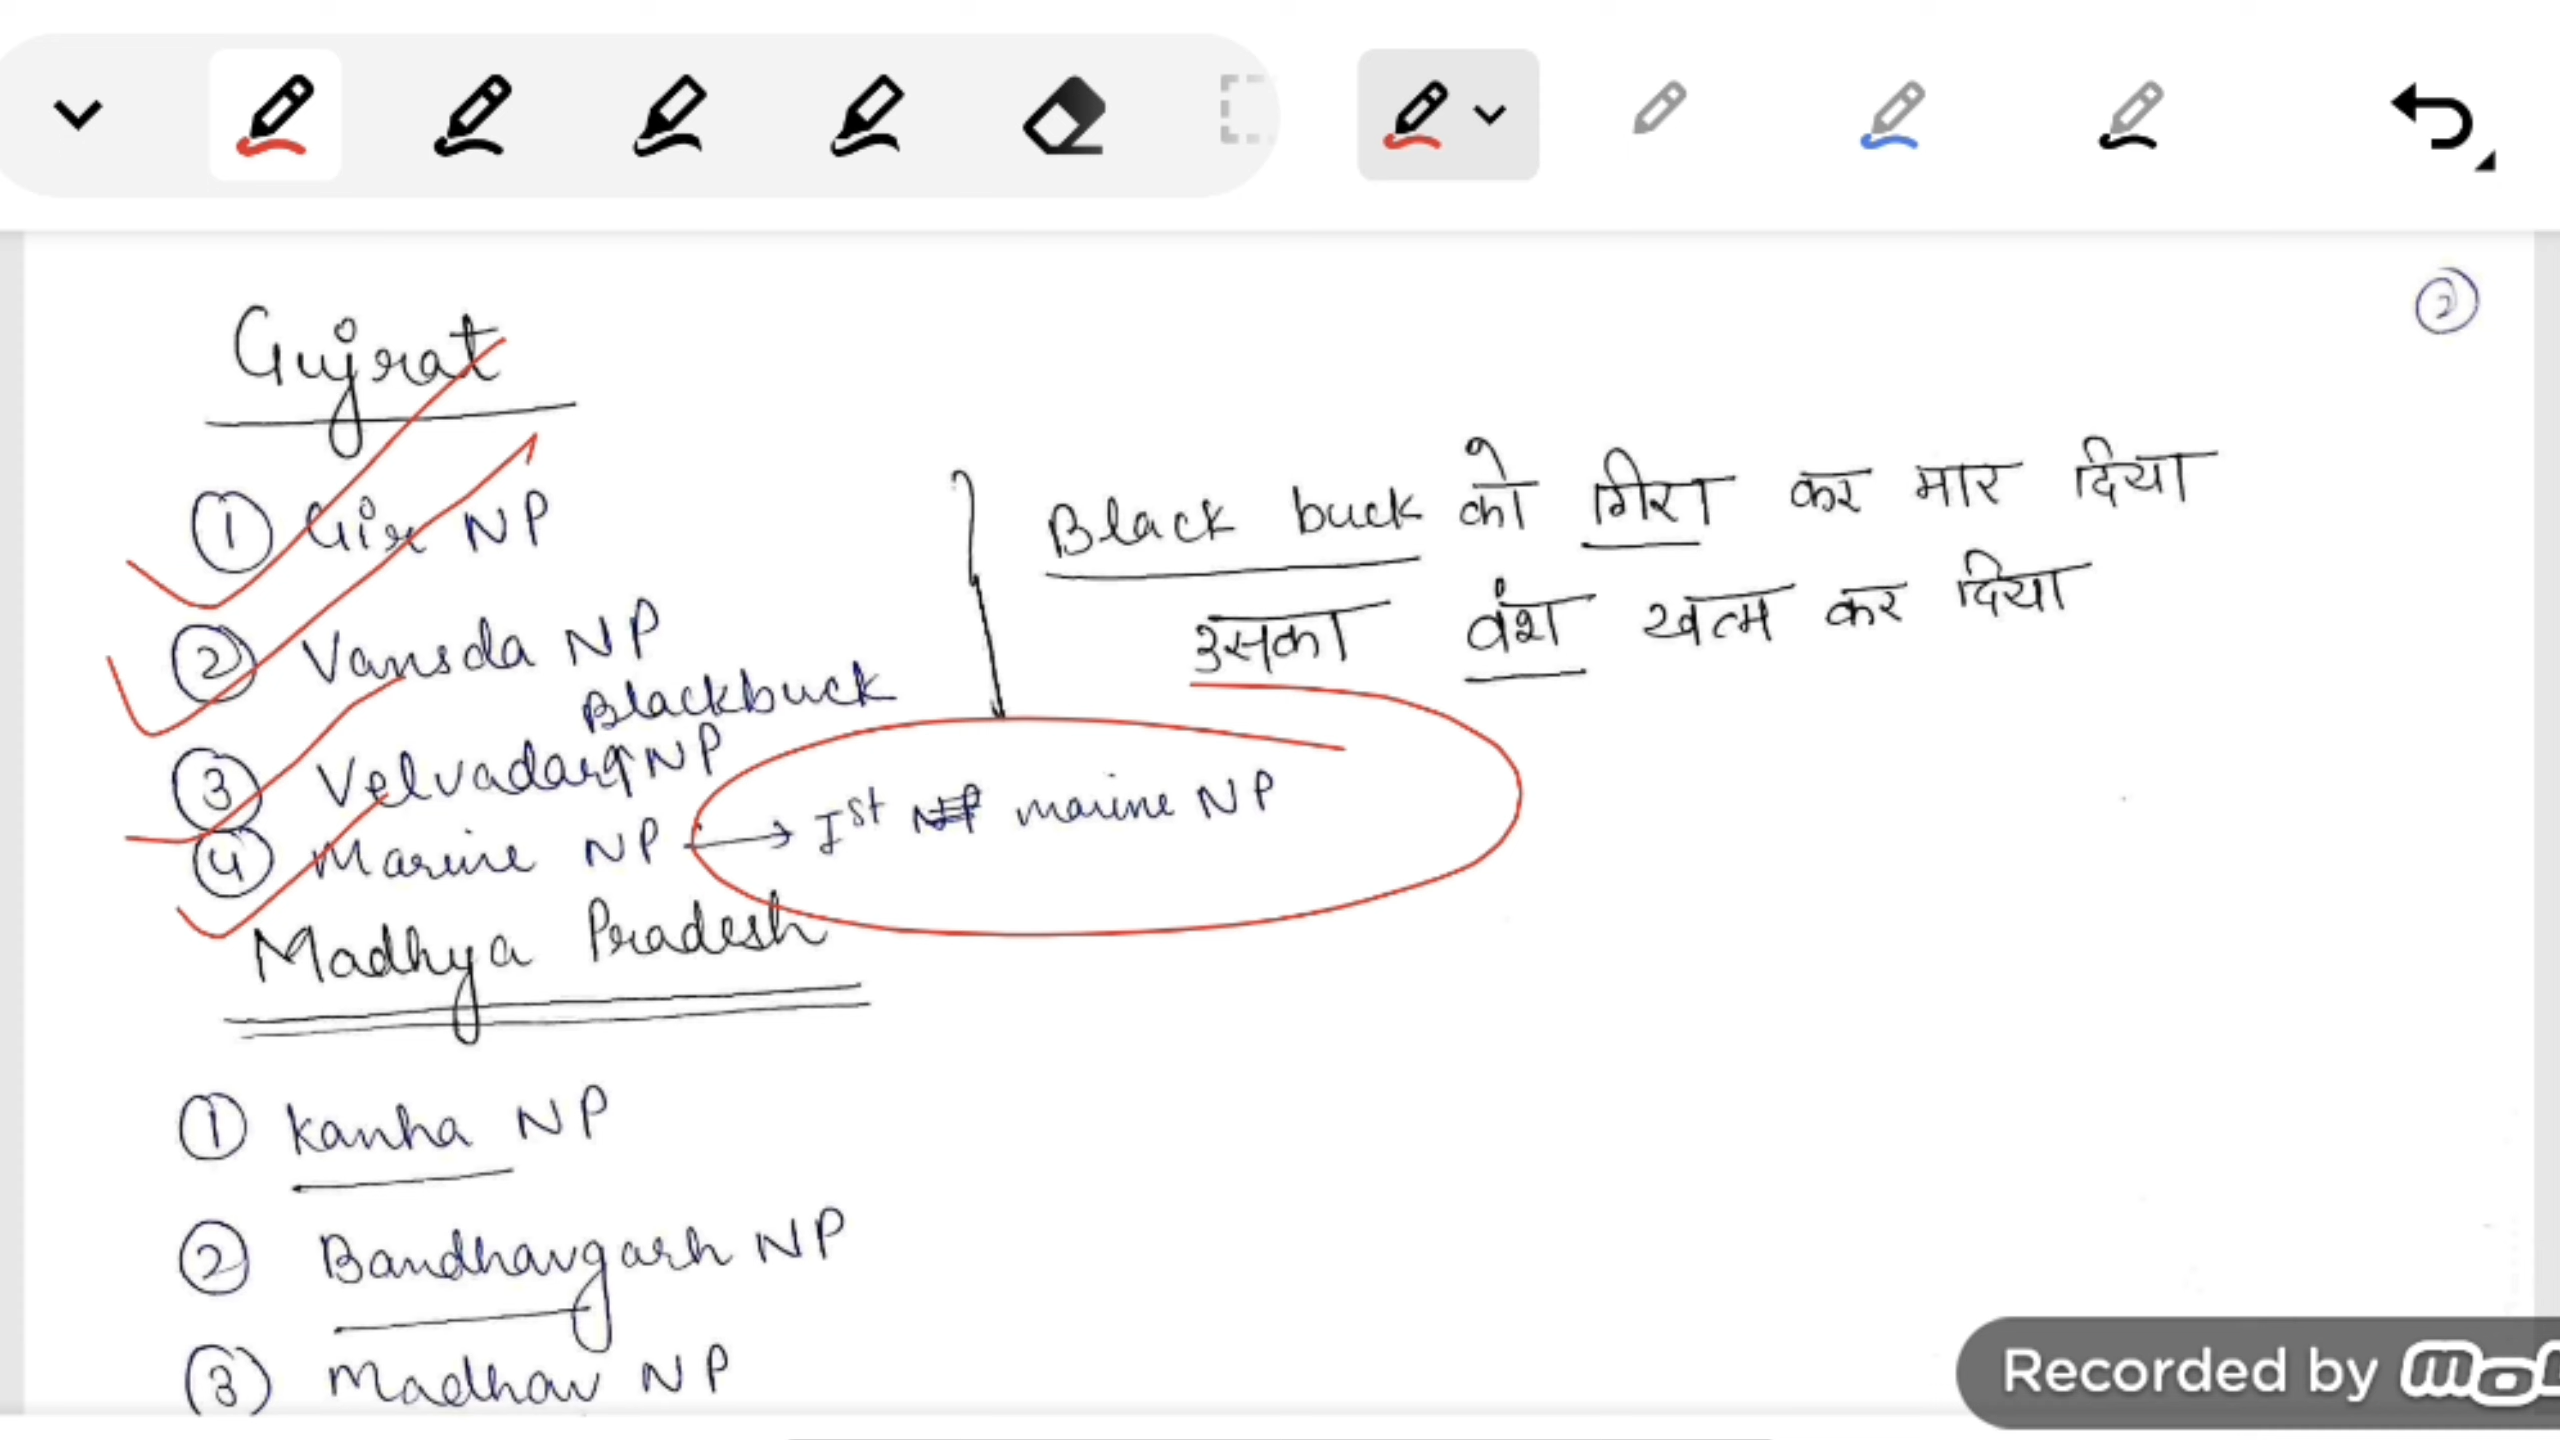 ②
Gujrat
① Gir NP
② Vansda NP
Blackbuck
③ Velvadar NP
④ Marine NP → Ist marine NP
Black buck को गिरा कर मार दिया
उसका वंश खत्म कर दिया
Madhya Pradesh
① Kanha NP
② Bandhavgarh NP
③ Madhav NP
Recorded by